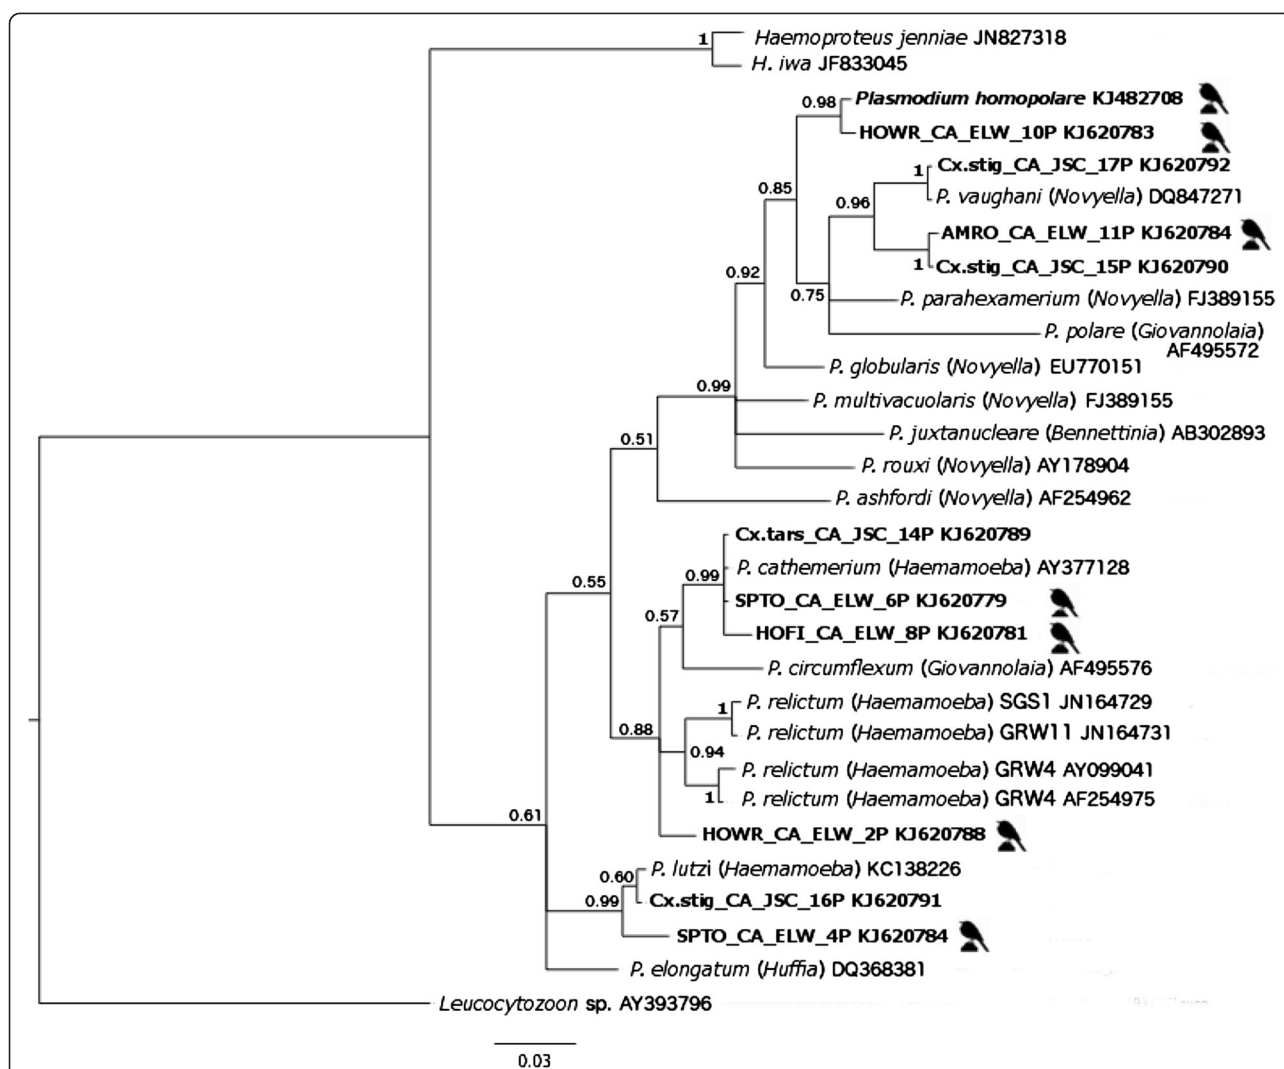 1
Haemoproteus jenniae JN827318
H. iwa JF833045
0.98
Plasmodium homopolare KJ482708
HOWR_CA_ELW_10P KJ620783
0.85
1
Cx.stig_CA_JSC_17P KJ620792
P. vaughani (Novyella) DQ847271
0.96
AMRO_CA_ELW_11P KJ620784
1
Cx.stig_CA_JSC_15P KJ620790
0.92
0.75
P. parahexamerium (Novyella) FJ389155
P. polare (Giovannolaia)
AF495572
P. globularis (Novyella) EU770151
0.99
P. multivacuolaris (Novyella) FJ389155
P. juxtanucleare (Bennettinia) AB302893
0.51
P. rouxi (Novyella) AY178904
P. ashfordi (Novyella) AF254962
Cx.tars_CA_JSC_14P KJ620789
0.55
0.99
P. cathemerium (Haemamoeba) AY377128
SPTO_CA_ELW_6P KJ620779
0.57
HOFI_CA_ELW_8P KJ620781
P. circumflexum (Giovannolaia) AF495576
1
P. relictum (Haemamoeba) SGS1 JN164729
0.88
P. relictum (Haemamoeba) GRW11 JN164731
0.94
P. relictum (Haemamoeba) GRW4 AY099041
1
P. relictum (Haemamoeba) GRW4 AF254975
0.61
HOWR_CA_ELW_2P KJ620788
P. lutzi (Haemamoeba) KC138226
0.60
0.99
Cx.stig_CA_JSC_16P KJ620791
SPTO_CA_ELW_4P KJ620784
P. elongatum (Huffia) DQ368381
Leucocytozoon sp. AY393796
0.03